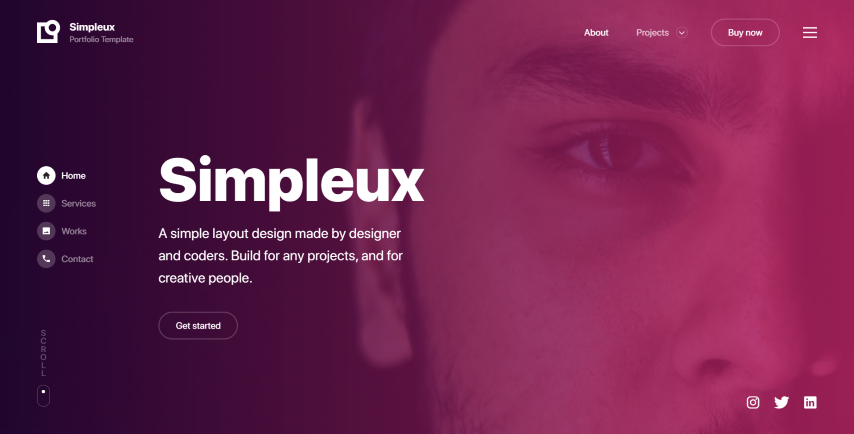 Simpleux
Portfolio Template
About
Projects
Buy now
Home
Services
Works
Contact
Simpleux
A simple layout design made by designer
and coders. Build for any projects, and for
creative people.
Get started
SCROLL